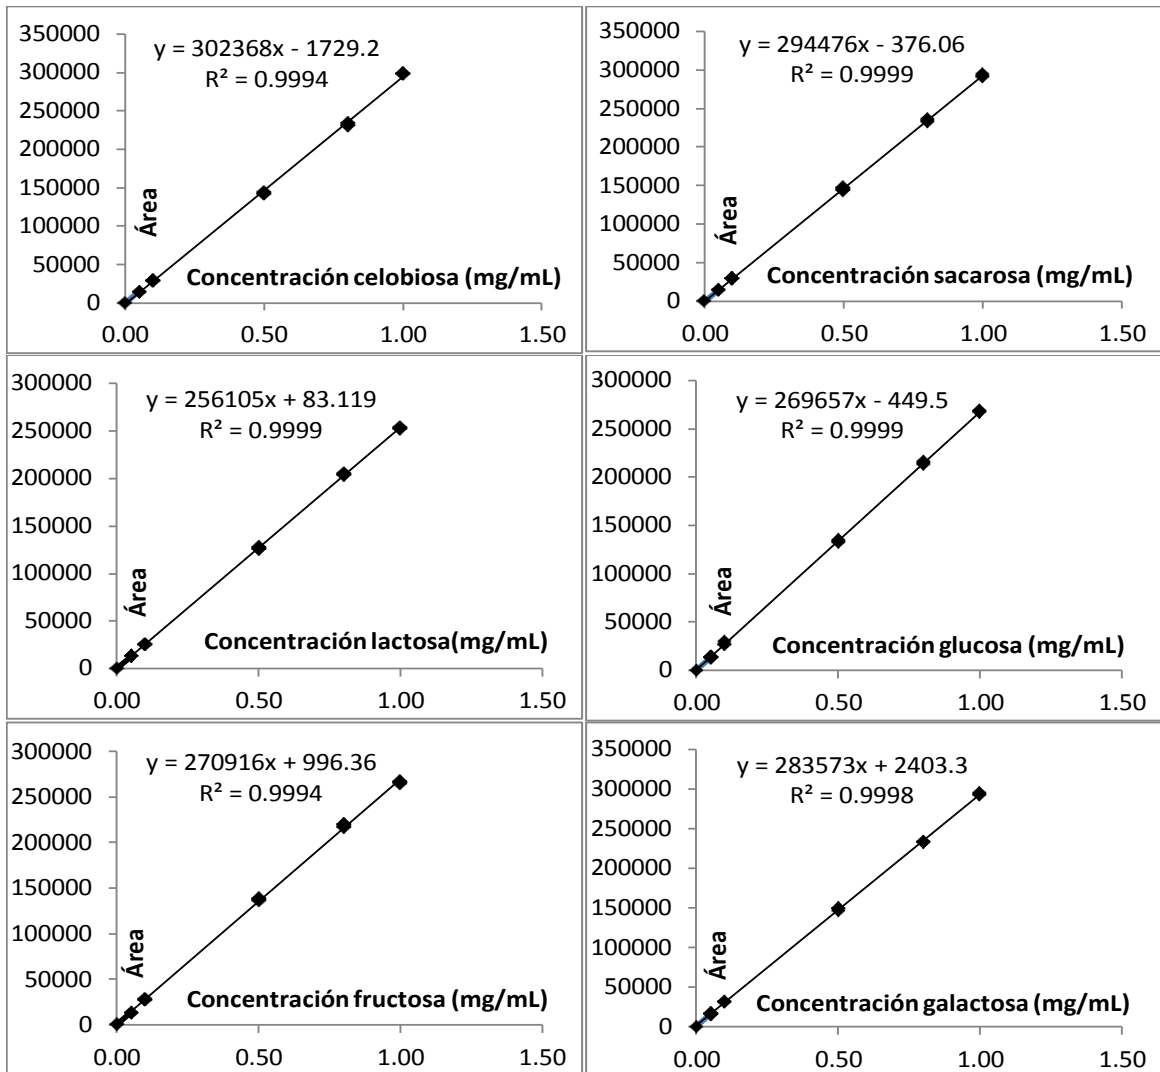 350000
300000
250000
200000
150000
100000
50000
0
y = 302368x - 1729.2
R² = 0.9994
Área
Concentración celobiosa (mg/mL)
0.00 0.50 1.00 1.50
350000
300000
250000
200000
150000
100000
50000
0
y = 294476x - 376.06
R² = 0.9999
Área
Concentración sacarosa (mg/mL)
0.00 0.50 1.00 1.50
300000
250000
200000
150000
100000
50000
0
y = 256105x + 83.119
R² = 0.9999
Área
Concentración lactosa(mg/mL)
0.00 0.50 1.00 1.50
300000
250000
200000
150000
100000
50000
0
y = 269657x - 449.5
R² = 0.9999
Área
Concentración glucosa (mg/mL)
0.00 0.50 1.00 1.50
300000
250000
200000
150000
100000
50000
0
y = 270916x + 996.36
R² = 0.9994
Área
Concentración fructosa (mg/mL)
0.00 0.50 1.00 1.50
350000
300000
250000
200000
150000
100000
50000
0
y = 283573x + 2403.3
R² = 0.9998
Área
Concentración galactosa (mg/mL)
0.00 0.50 1.00 1.50